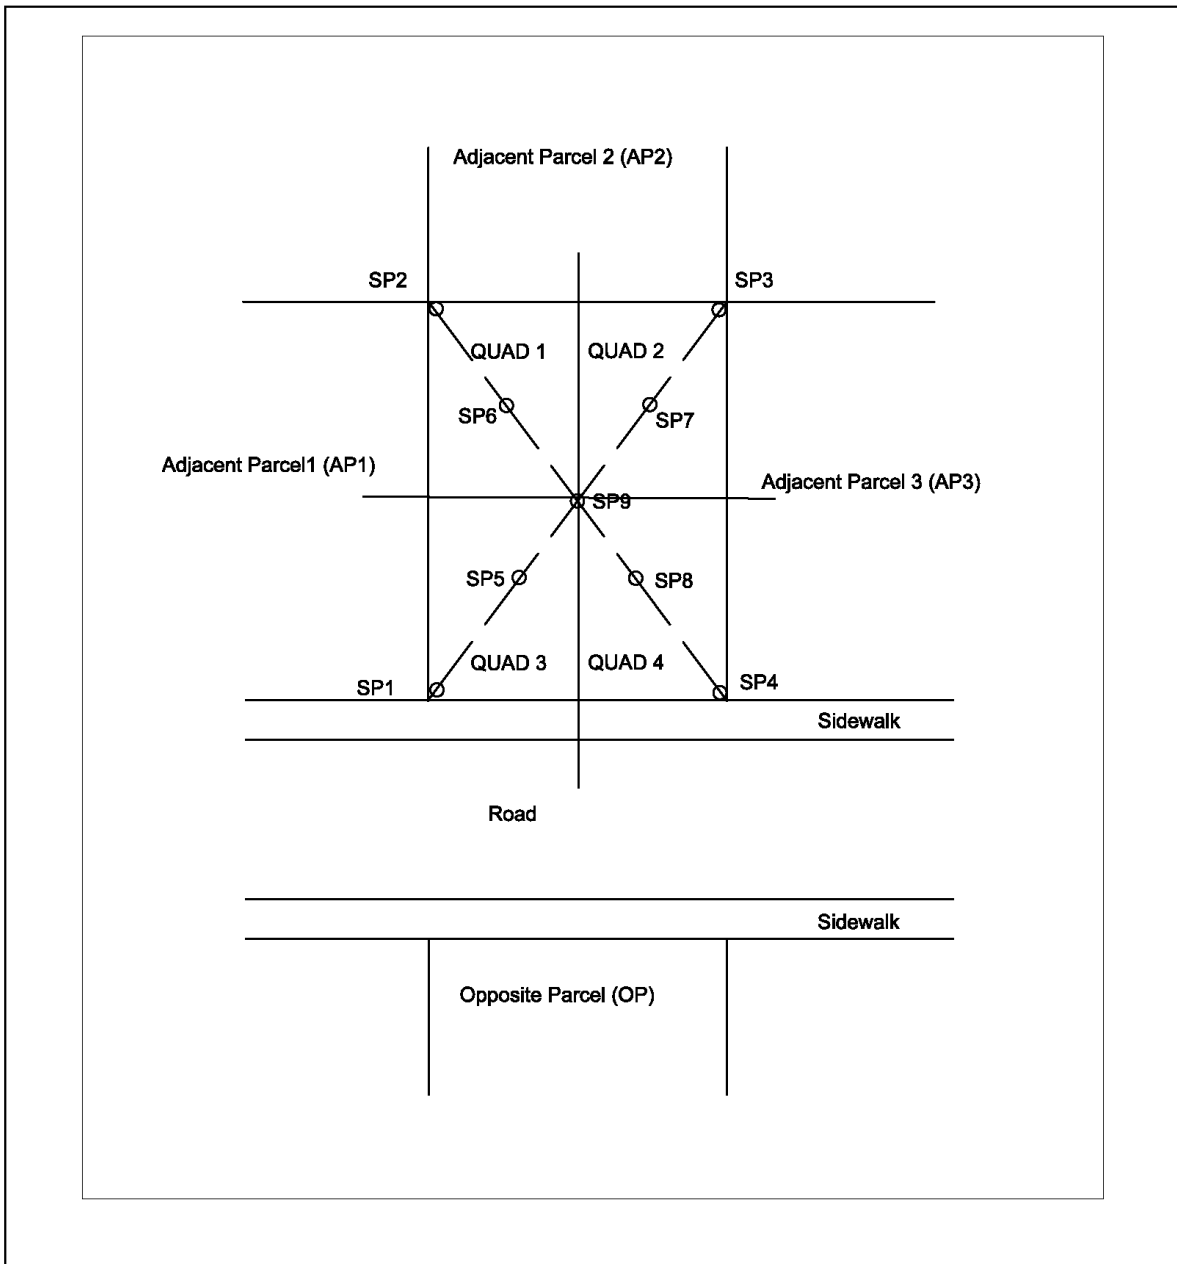 Adjacent Parcel 2 (AP2)
SP2
SP3
QUAD 1
QUAD 2
SP6
SP7
Adjacent Parcel1 (AP1)
Adjacent Parcel 3 (AP3)
SP9
SP5
SP8
QUAD 3
QUAD 4
SP1
SP4
Sidewalk
Road
Sidewalk
Opposite Parcel (OP)